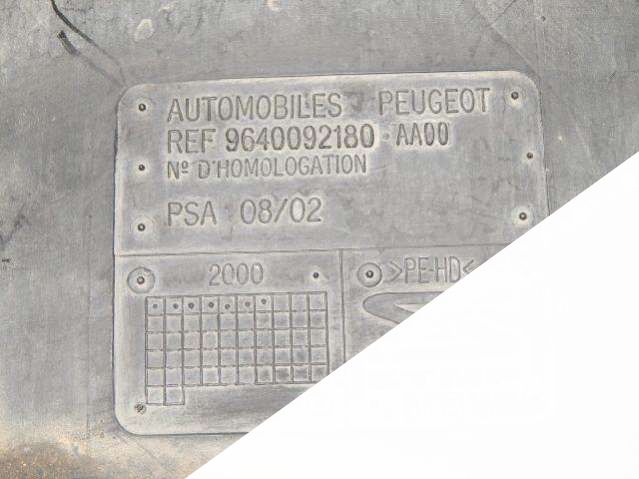 AUTOMOBILES PEUGEOT
REF 9640092180 AA00
Nº D'HOMOLOGATION
PSA 08/02
2000
>PE-HD<